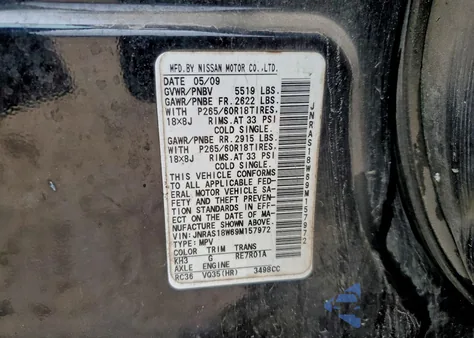 MFD.BY NISSAN MOTOR CO.,LTD.
DATE 05/09
GVWR/PNBV 5519 LBS.
GAWR/PNBE FR. 2622 LBS.
WITH P265/60R18TIRES
18X8J RIMS.AT 33 PSI
COLD SINGLE.
GAWR/PNBE RR. 2915 LBS.
WITH P265/60R18TIRES
18X8J RIMS.AT 33 PSI
COLD SINGLE.
THIS VEHICLE CONFORMS
TO ALL APPLICABLE FED-
ERAL MOTOR VEHICLE SA-
FETY AND THEFT PREVEN-
TION STANDARDS IN EFF-
ECT ON THE DATE OF MA-
NUFACTURE SHOWN ABOVE.
VIN: JNRAS18W69M157972
TYPE: MPV
COLOR TRIM TRANS
KH3 G RE7R01A
AXLE ENGINE
RC36 VQ35(HR) 3498CC
JNRAS18W69M157972